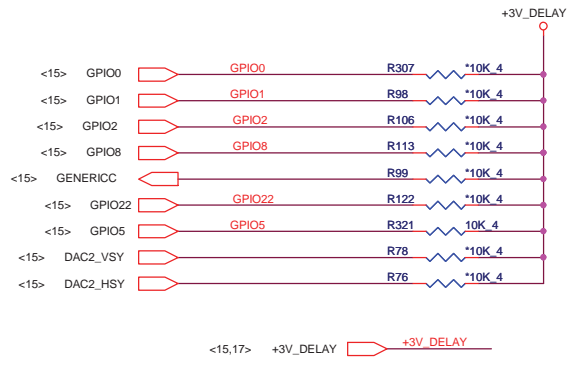 +3V_DELAY
<15> GPIO0 GPIO0 R307 *10K_4
<15> GPIO1 GPIO1 R98 *10K_4
<15> GPIO2 GPIO2 R106 *10K_4
<15> GPIO8 GPIO8 R113 *10K_4
<15> GENERICC R99 *10K_4
<15> GPIO22 GPIO22 R122 *10K_4
<15> GPIO5 GPIO5 R321 10K_4
<15> DAC2_VSY R78 *10K_4
<15> DAC2_HSY R76 *10K_4
<15,17> +3V_DELAY +3V_DELAY